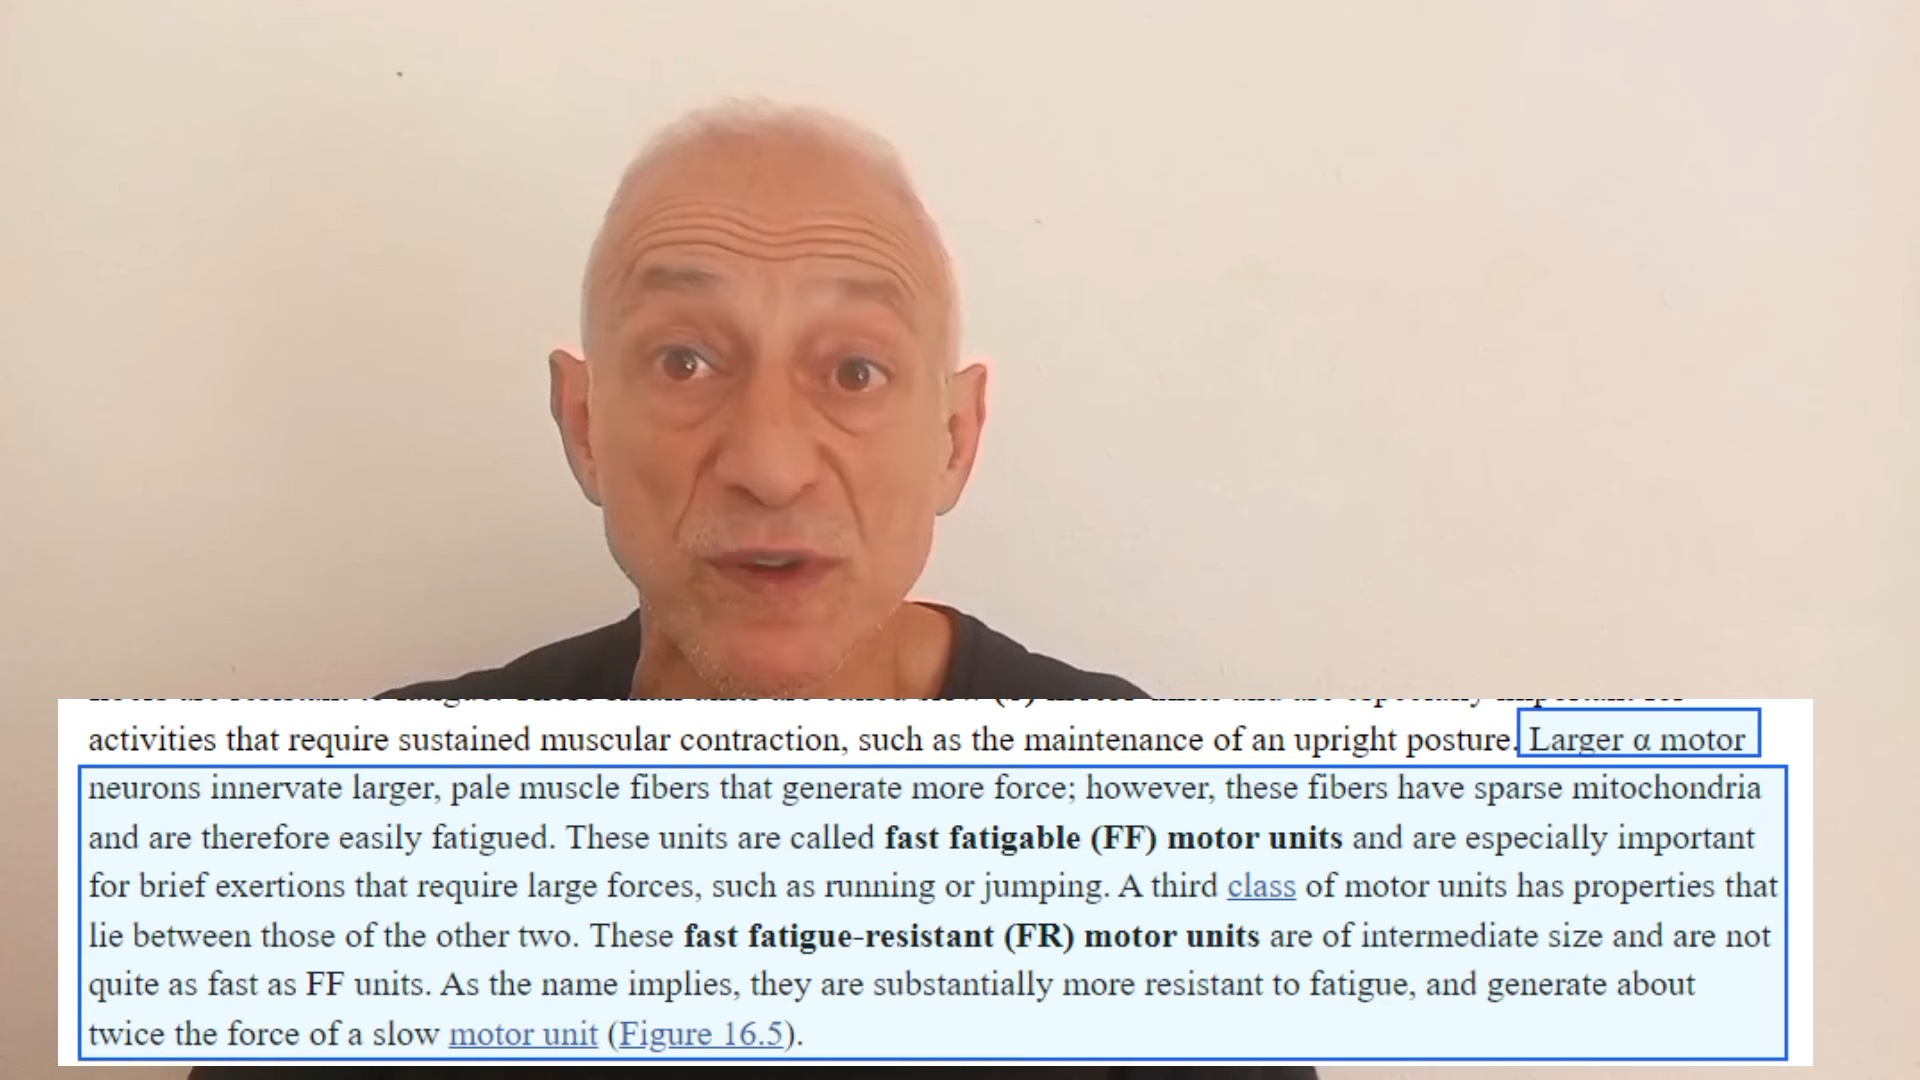 activities that require sustained muscular contraction, such as the maintenance of an upright posture. Larger α motor
neurons innervate larger, pale muscle fibers that generate more force; however, these fibers have sparse mitochondria
and are therefore easily fatigued. These units are called fast fatigable (FF) motor units and are especially important
for brief exertions that require large forces, such as running or jumping. A third class of motor units has properties that
lie between those of the other two. These fast fatigue-resistant (FR) motor units are of intermediate size and are not
quite as fast as FF units. As the name implies, they are substantially more resistant to fatigue, and generate about
twice the force of a slow motor unit (Figure 16.5).